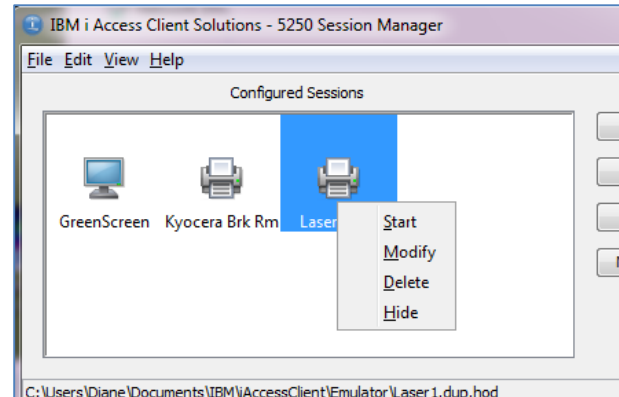 IBM i Access Client Solutions - 5250 Session Manager
File Edit View Help
Configured Sessions
GreenScreen Kyocera Brk Rm Laser
Start
Modify
Delete
Hide
C:\Users\Diane\Documents\IBM\iAccessClient\Emulator\Laser1.dup.hod